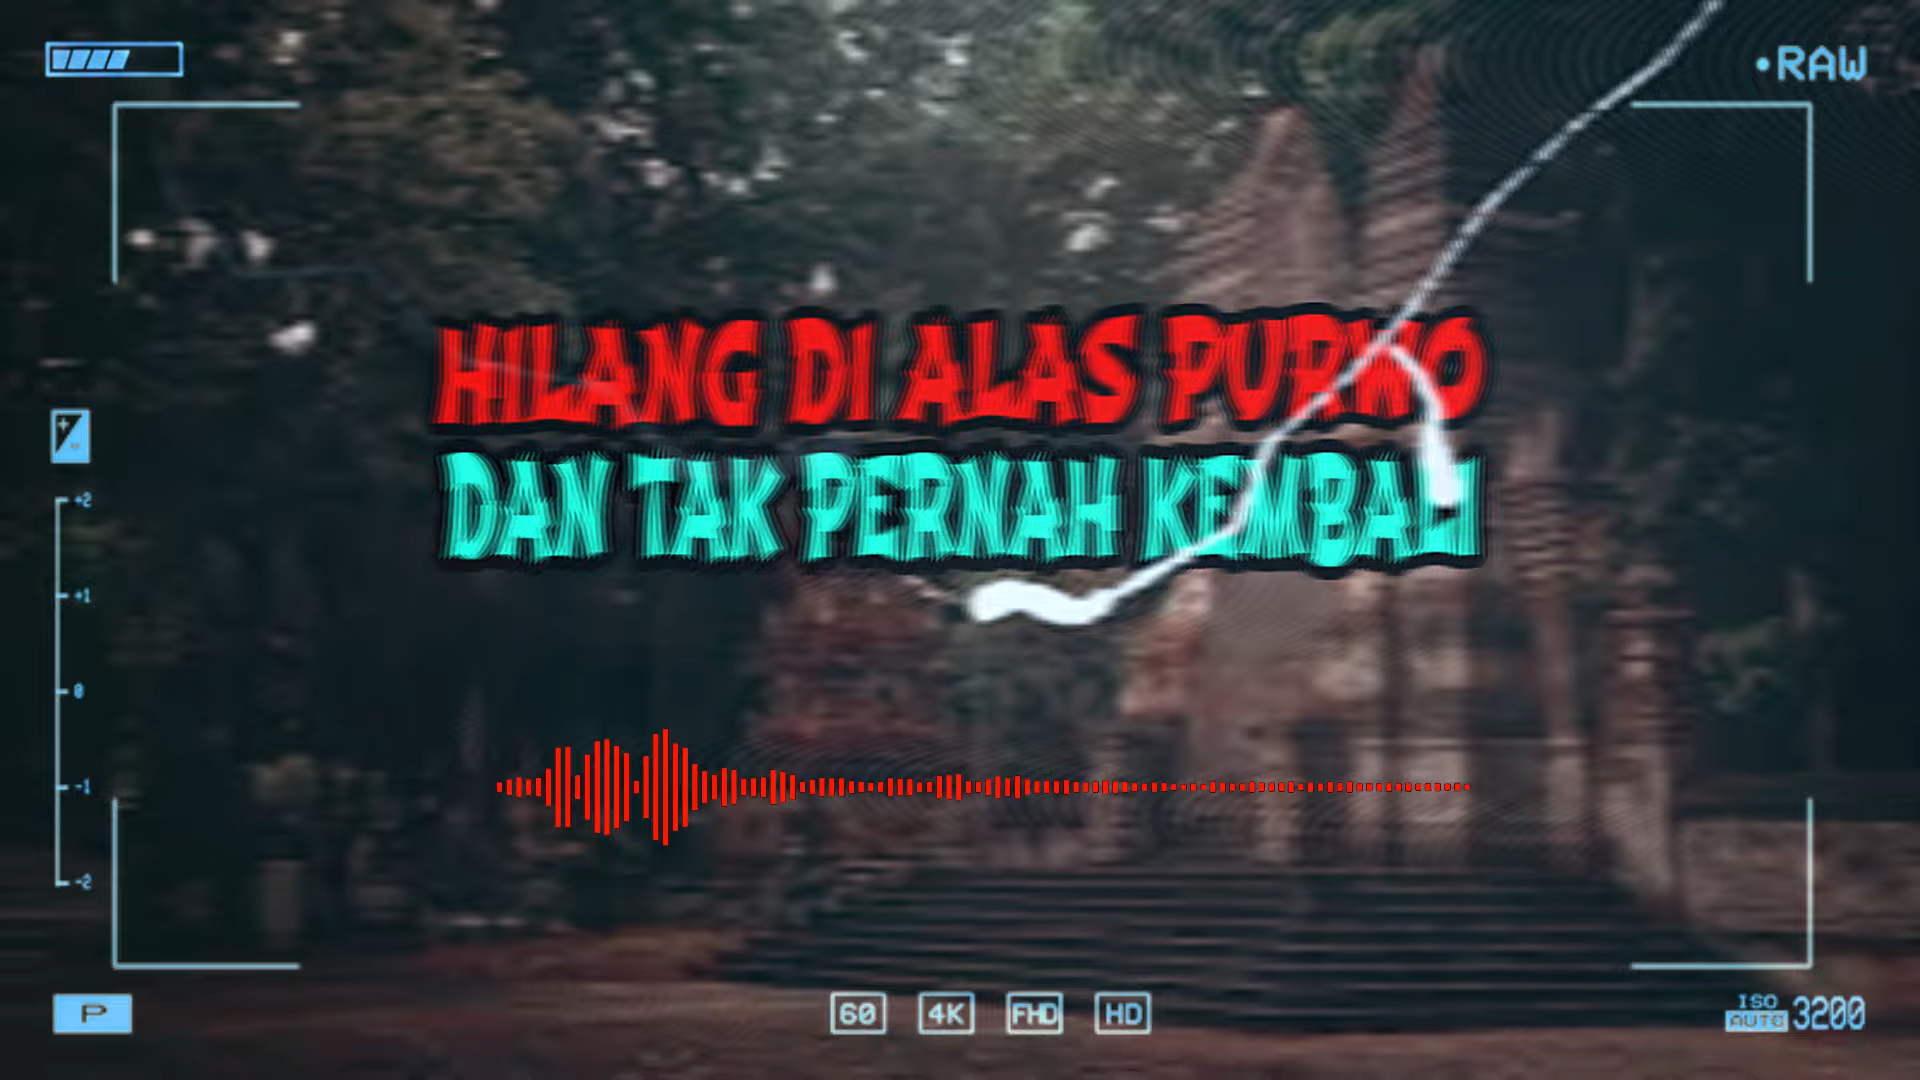 •RAW
HILANG DI ALAS PURWO
DAN TAK PERNAH KEMBALI
+2
+1
0
-1
-2
P
60 4K FHD HD
ISO AUTO 3200